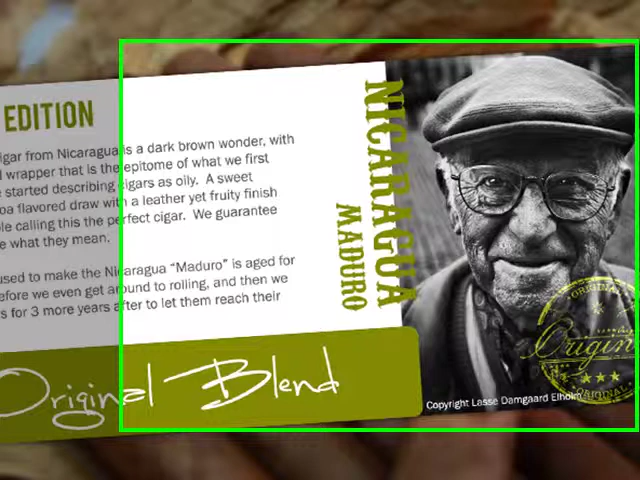 EDITION
igar from Nicaragua is a dark brown wonder, with
wrapper that is the epitome of what we first
started describing cigars as oily. A sweet
oa flavored draw with a leather yet fruity finish
le calling this the perfect cigar. We guarantee
e what they mean.
used to make the Nicaragua “Maduro” is aged for
efore we even get around to rolling, and then we
s for 3 more years after to let them reach their
NICARAGUA
MADURO
Original Blend
ORIGINAL
Original
ORIGINAL
Copyright Lasse Damgaard Elholm